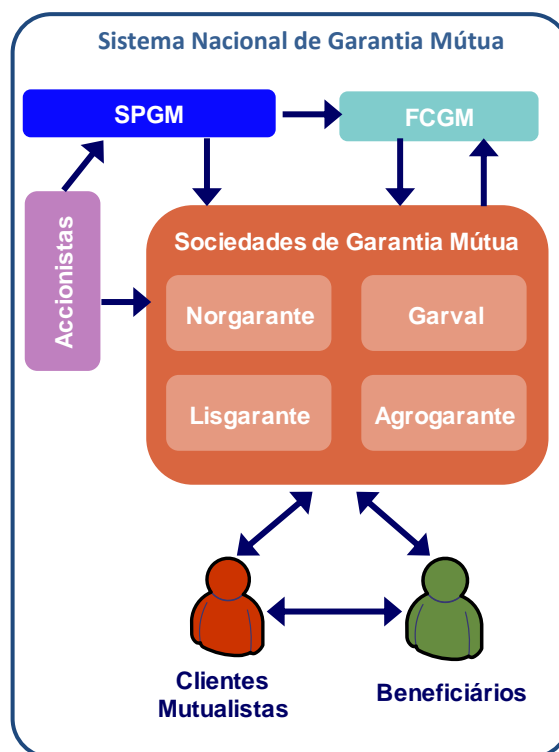 Sistema Nacional de Garantia Mútua
SPGM
FCGM
Accionistas
Sociedades de Garantia Mútua
Norgarante
Garval
Lisgarante
Agrogarante
Clientes
Mutualistas
Beneficiários